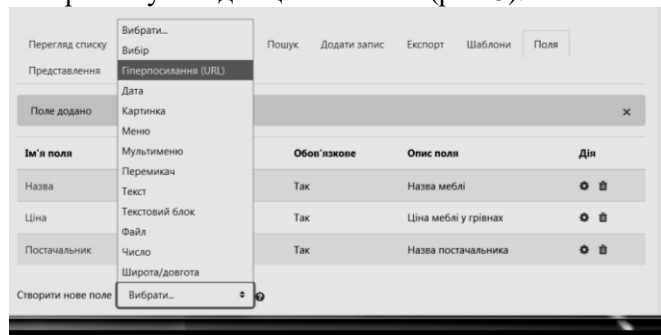 Вибрати...
Перегляд списку
Вибір
Пошук
Додати запис
Експорт
Шаблони
Поля
Представлення
Гіперпосилання (URL)
Дата
Поле додано
Картинка
×
Меню
Ім'я поля
Мультименю
Обов'язкове
Опис поля
Дія
Перемикач
Назва
Текст
Так
Назва меблі
Ціна
Текстовий блок
Так
Ціна меблі у грівнах
Файл
Постачальник
Число
Так
Назва постачальника
Широта/довгота
Створити нове поле
Вибрати...